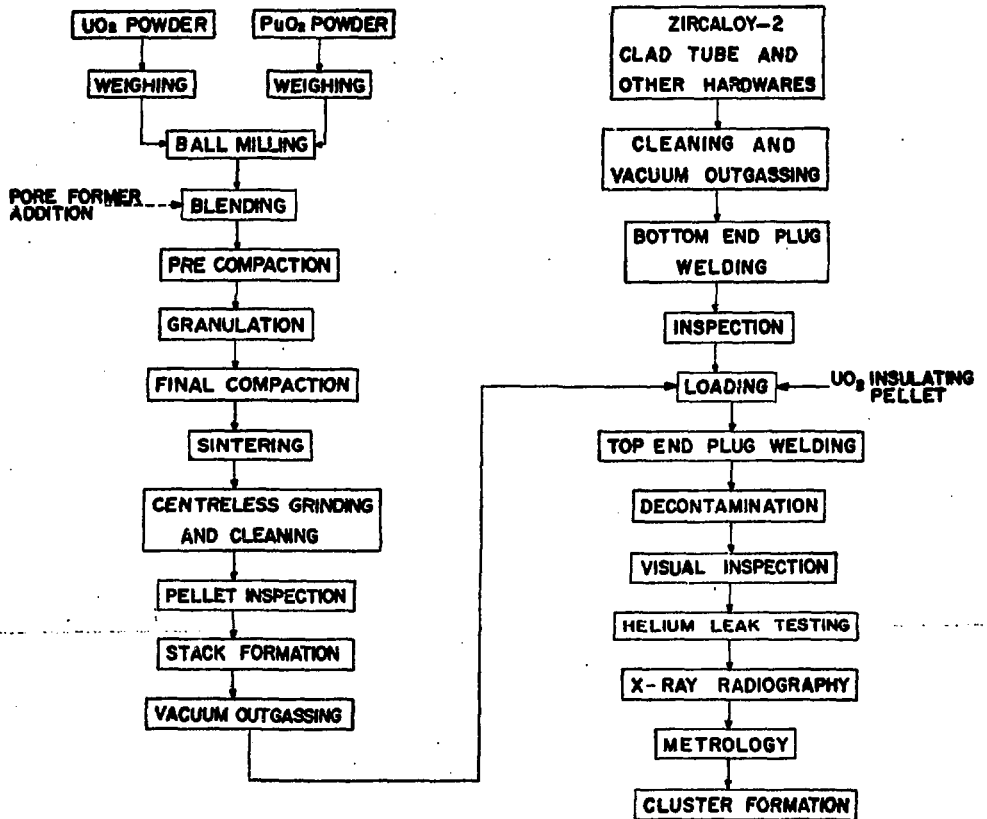 UO₂ POWDER
PuO₂ POWDER
WEIGHING
WEIGHING
BALL MILLING
PORE FORMER
ADDITION
BLENDING
PRE COMPACTION
GRANULATION
FINAL COMPACTION
SINTERING
CENTRELESS GRINDING
AND CLEANING
PELLET INSPECTION
STACK FORMATION
VACUUM OUTGASSING
ZIRCALOY-2
CLAD TUBE AND
OTHER HARDWARES
CLEANING AND
VACUUM OUTGASSING
BOTTOM END PLUG
WELDING
INSPECTION
LOADING
UO₂ INSULATING
PELLET
TOP END PLUG WELDING
DECONTAMINATION
VISUAL INSPECTION
HELIUM LEAK TESTING
X-RAY RADIOGRAPHY
METROLOGY
CLUSTER FORMATION